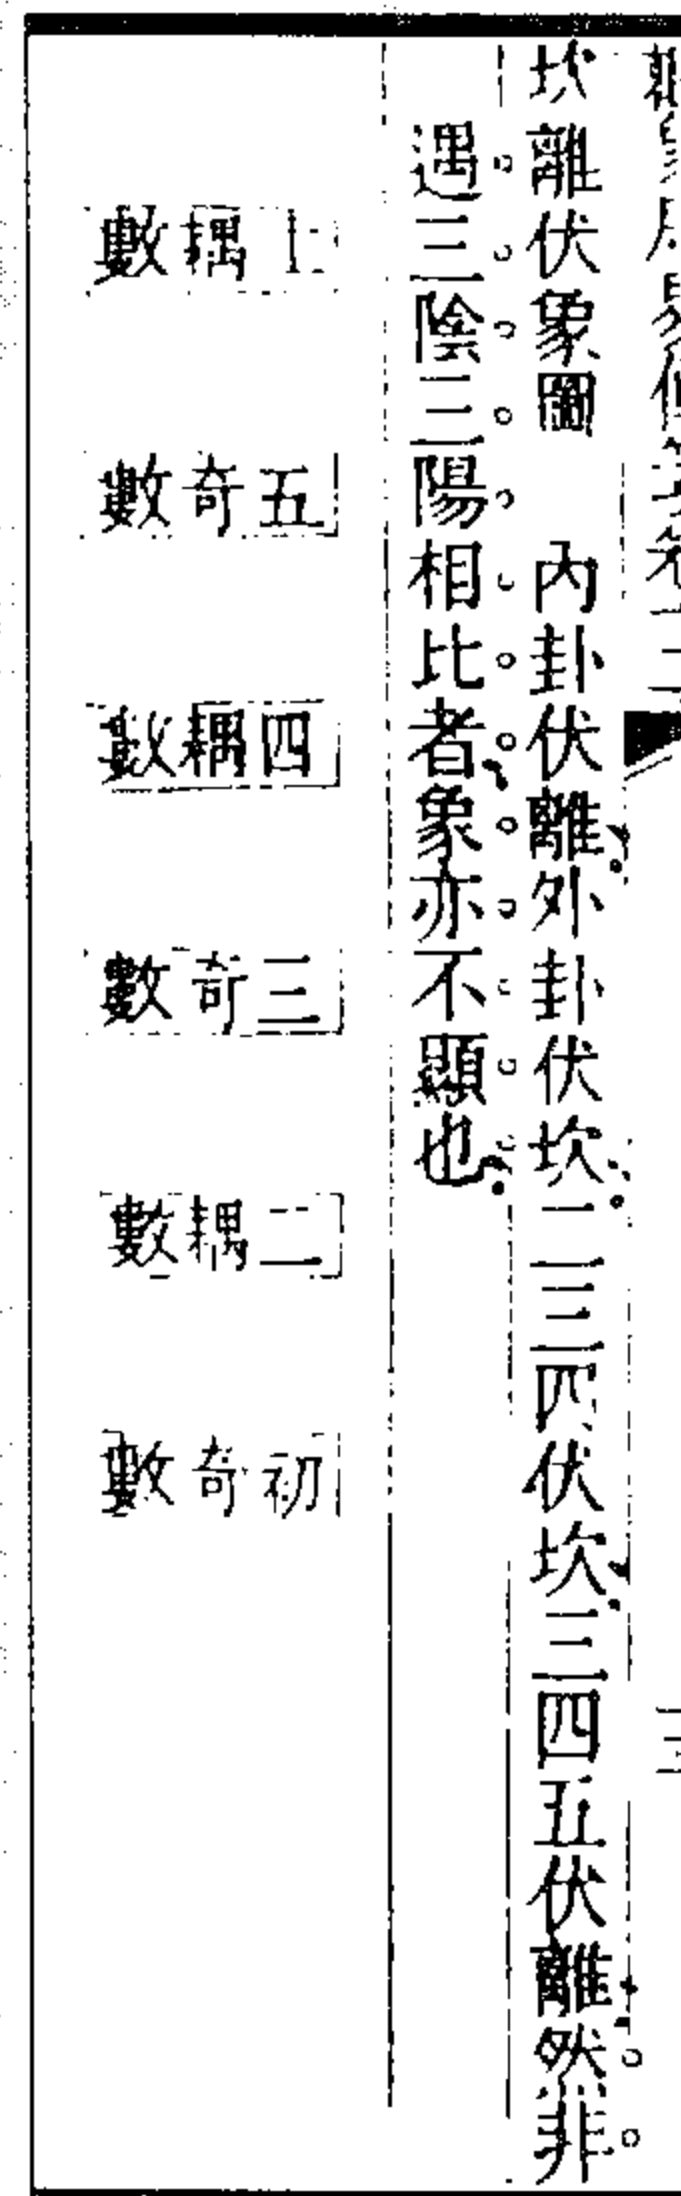 坎離伏象圖　內卦伏離外卦伏坎二三四伏坎三四五伏離然非
遇三陰三陽相比者象亦不顯也
上耦數
五奇數
四耦數
三奇數
二耦數
初奇數